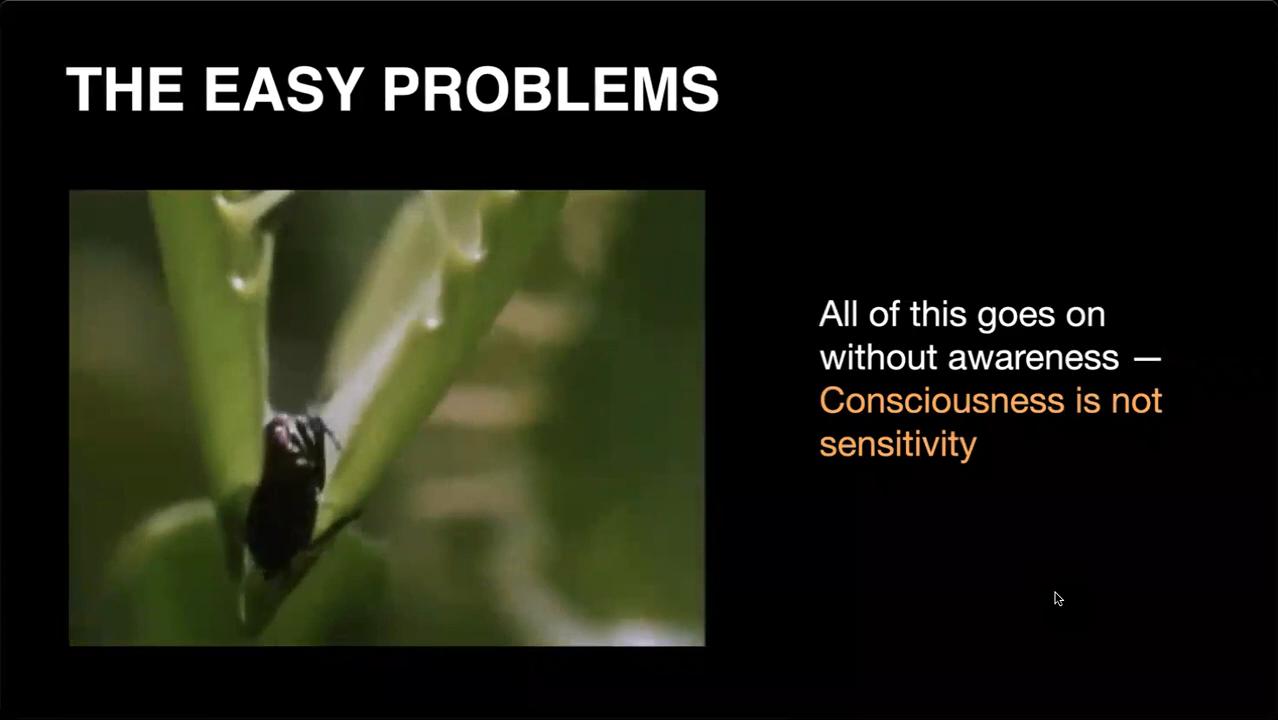 THE EASY PROBLEMS
All of this goes on
without awareness —
Consciousness is not
sensitivity